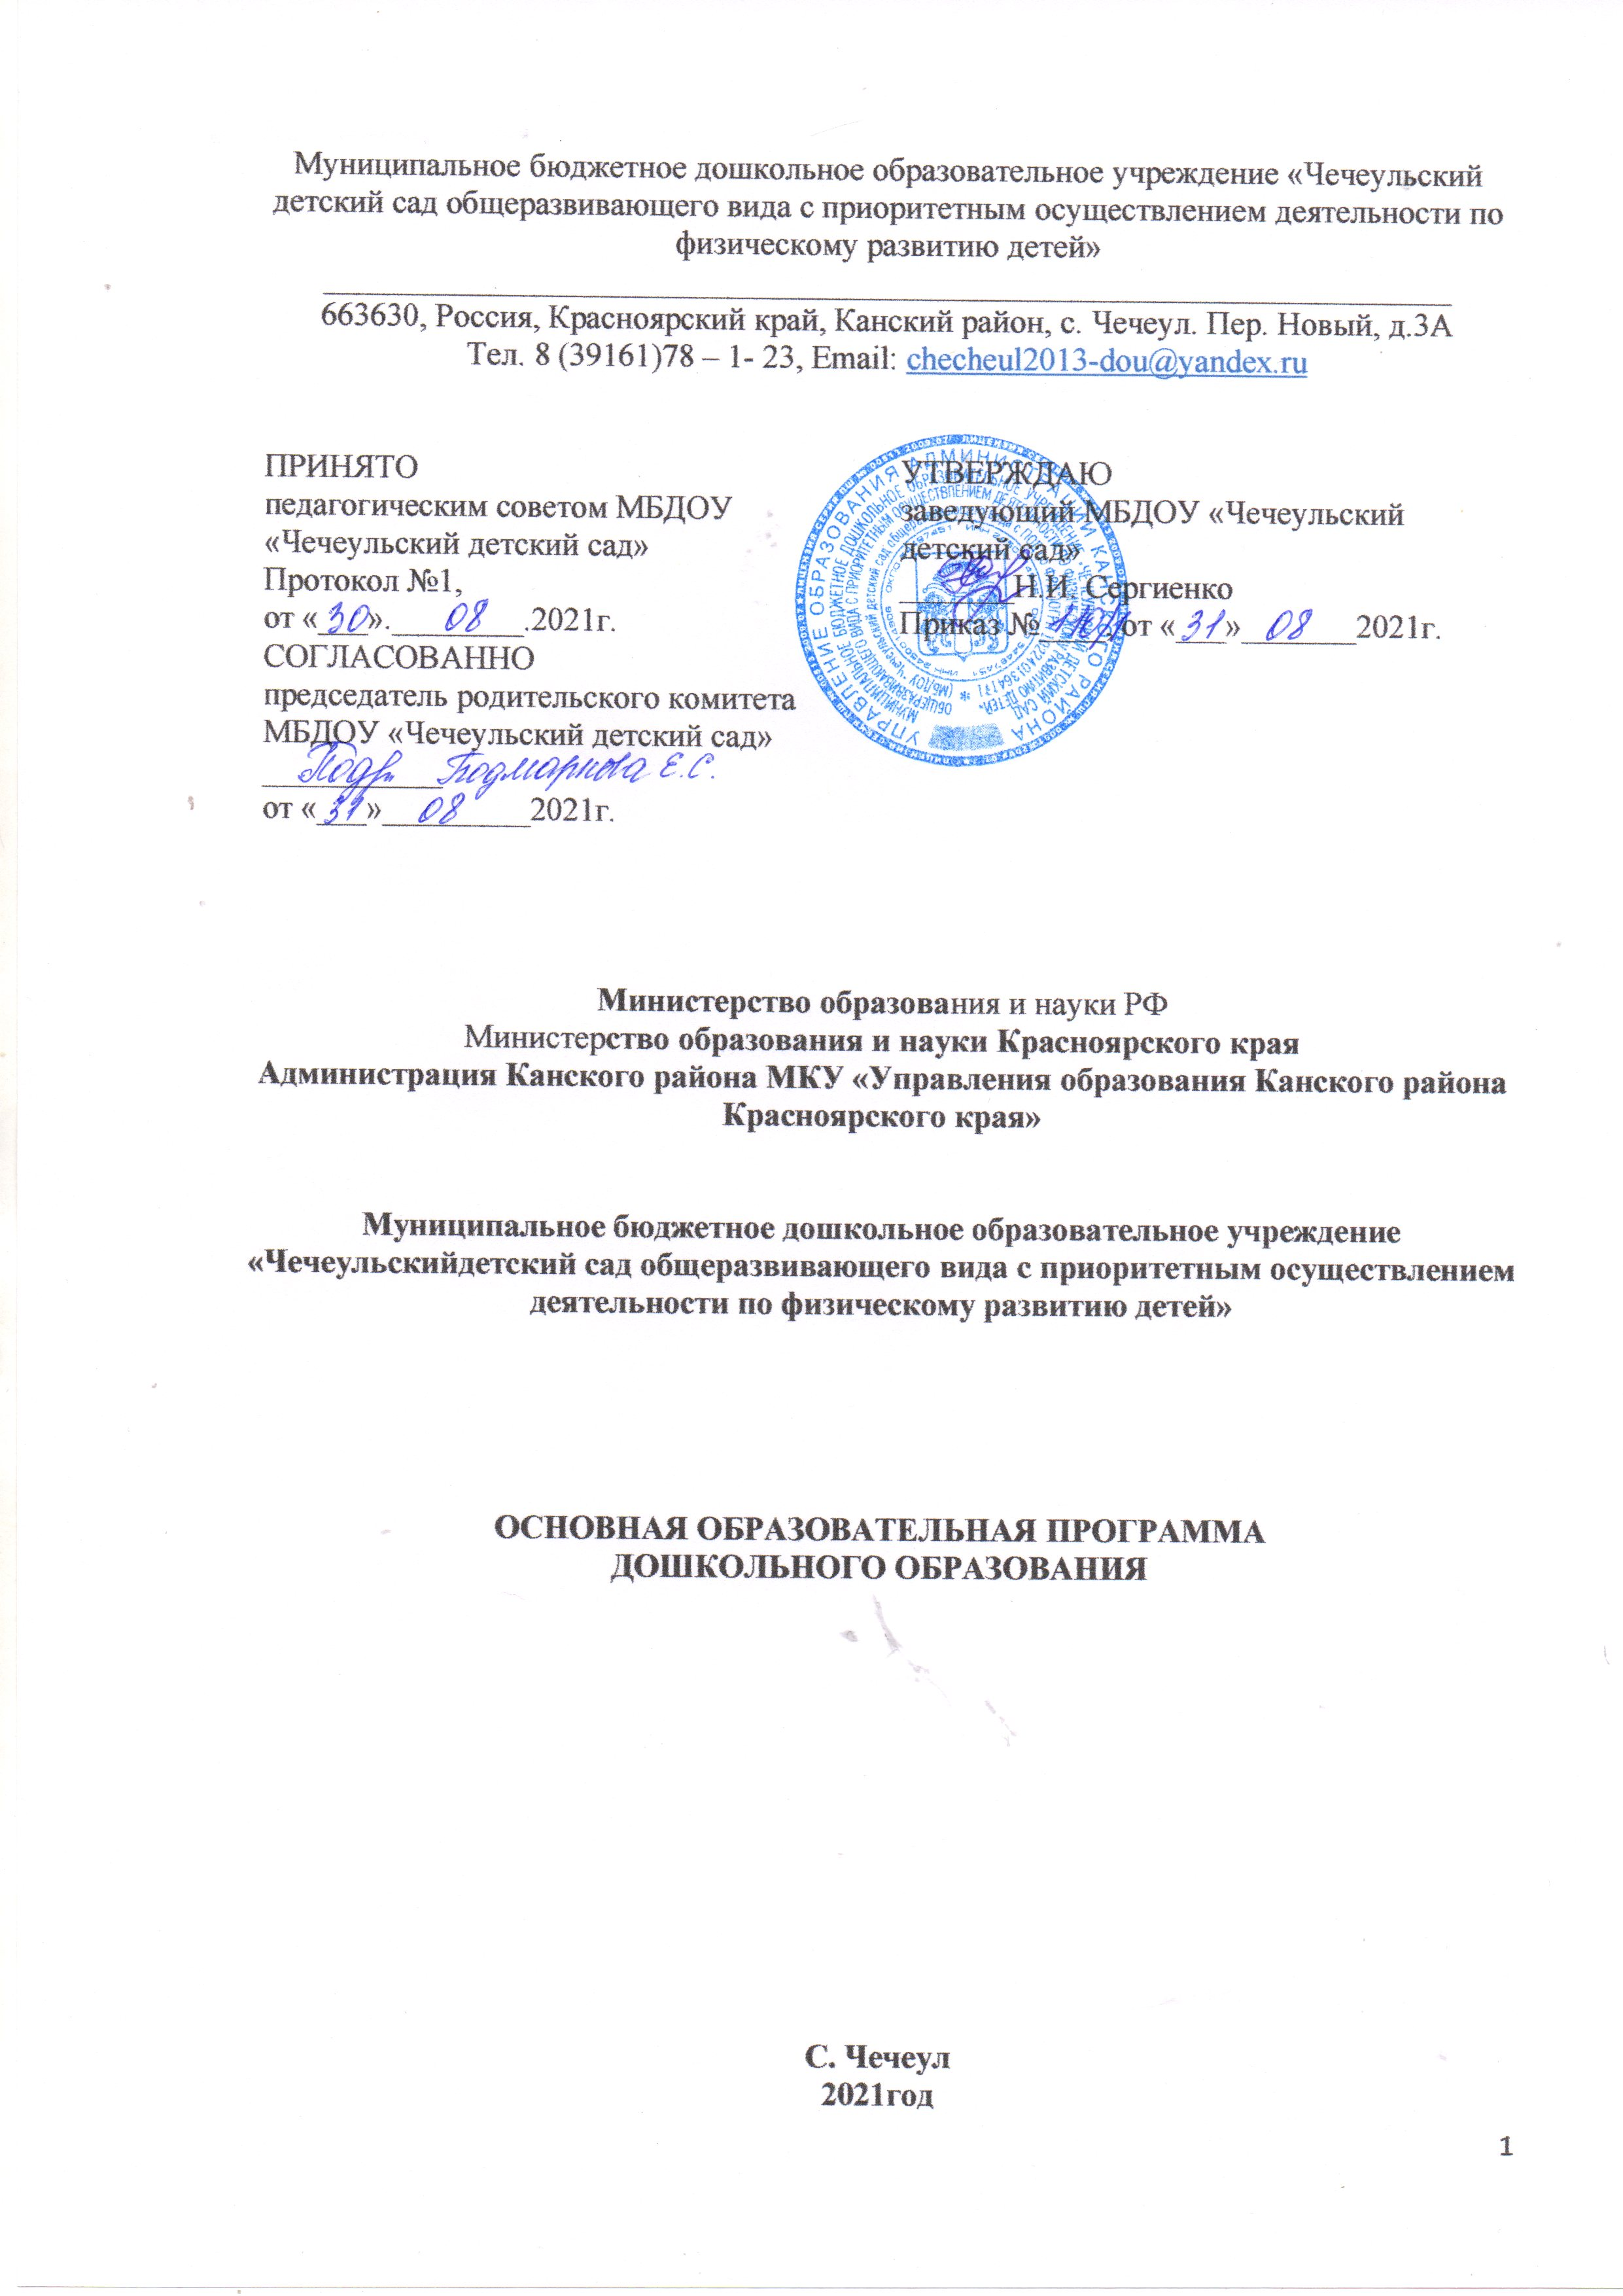 Муниципальное бюджетное дошкольное образовательное учреждение «Чечеульский
детский сад общеразвивающего вида с приоритетным осуществлением деятельности по
физическому развитию детей»
663630, Россия, Красноярский край, Канский район, с. Чечеул. Пер. Новый, д.3А
Тел. 8 (39161)78 – 1- 23, Email: checheul2013-dou@yandex.ru
ПРИНЯТО
педагогическим советом МБДОУ
«Чечеульский детский сад»
Протокол №1,
от «30».08.2021г.
СОГЛАСОВАННО
председатель родительского комитета
МБДОУ «Чечеульский детский сад»
Е.С.
от «31» 08 2021г.
УТВЕРЖДАЮ
заведующий МБДОУ «Чечеульский
детский сад»
Н.И. Сергиенко
Приказ № от «31» 08 2021г.
УПРАВЛЕНИЕ ОБРАЗОВАНИЯ АДМИНИСТРАЦИИ КАНСКОГО РАЙОНА
Министерство образования и науки РФ
Министерство образования и науки Красноярского края
Администрация Канского района МКУ «Управления образования Канского района
Красноярского края»
Муниципальное бюджетное дошкольное образовательное учреждение
«Чечеульскийдетский сад общеразвивающего вида с приоритетным осуществлением
деятельности по физическому развитию детей»
ОСНОВНАЯ ОБРАЗОВАТЕЛЬНАЯ ПРОГРАММА
ДОШКОЛЬНОГО ОБРАЗОВАНИЯ
С. Чечеул
2021год
1